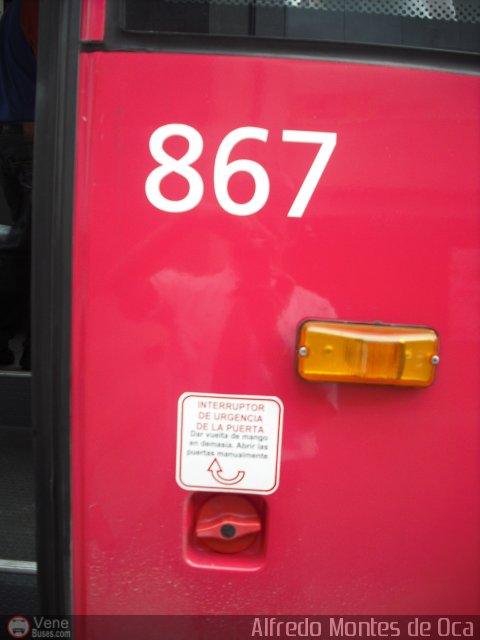 867
INTERRUPTOR
DE URGENCIA
DE LA PUERTA
Dar vuelta de mango
en demasía. Abrir las
puertas manualmente
Vene
Buses.com
Alfredo Montes de Oca